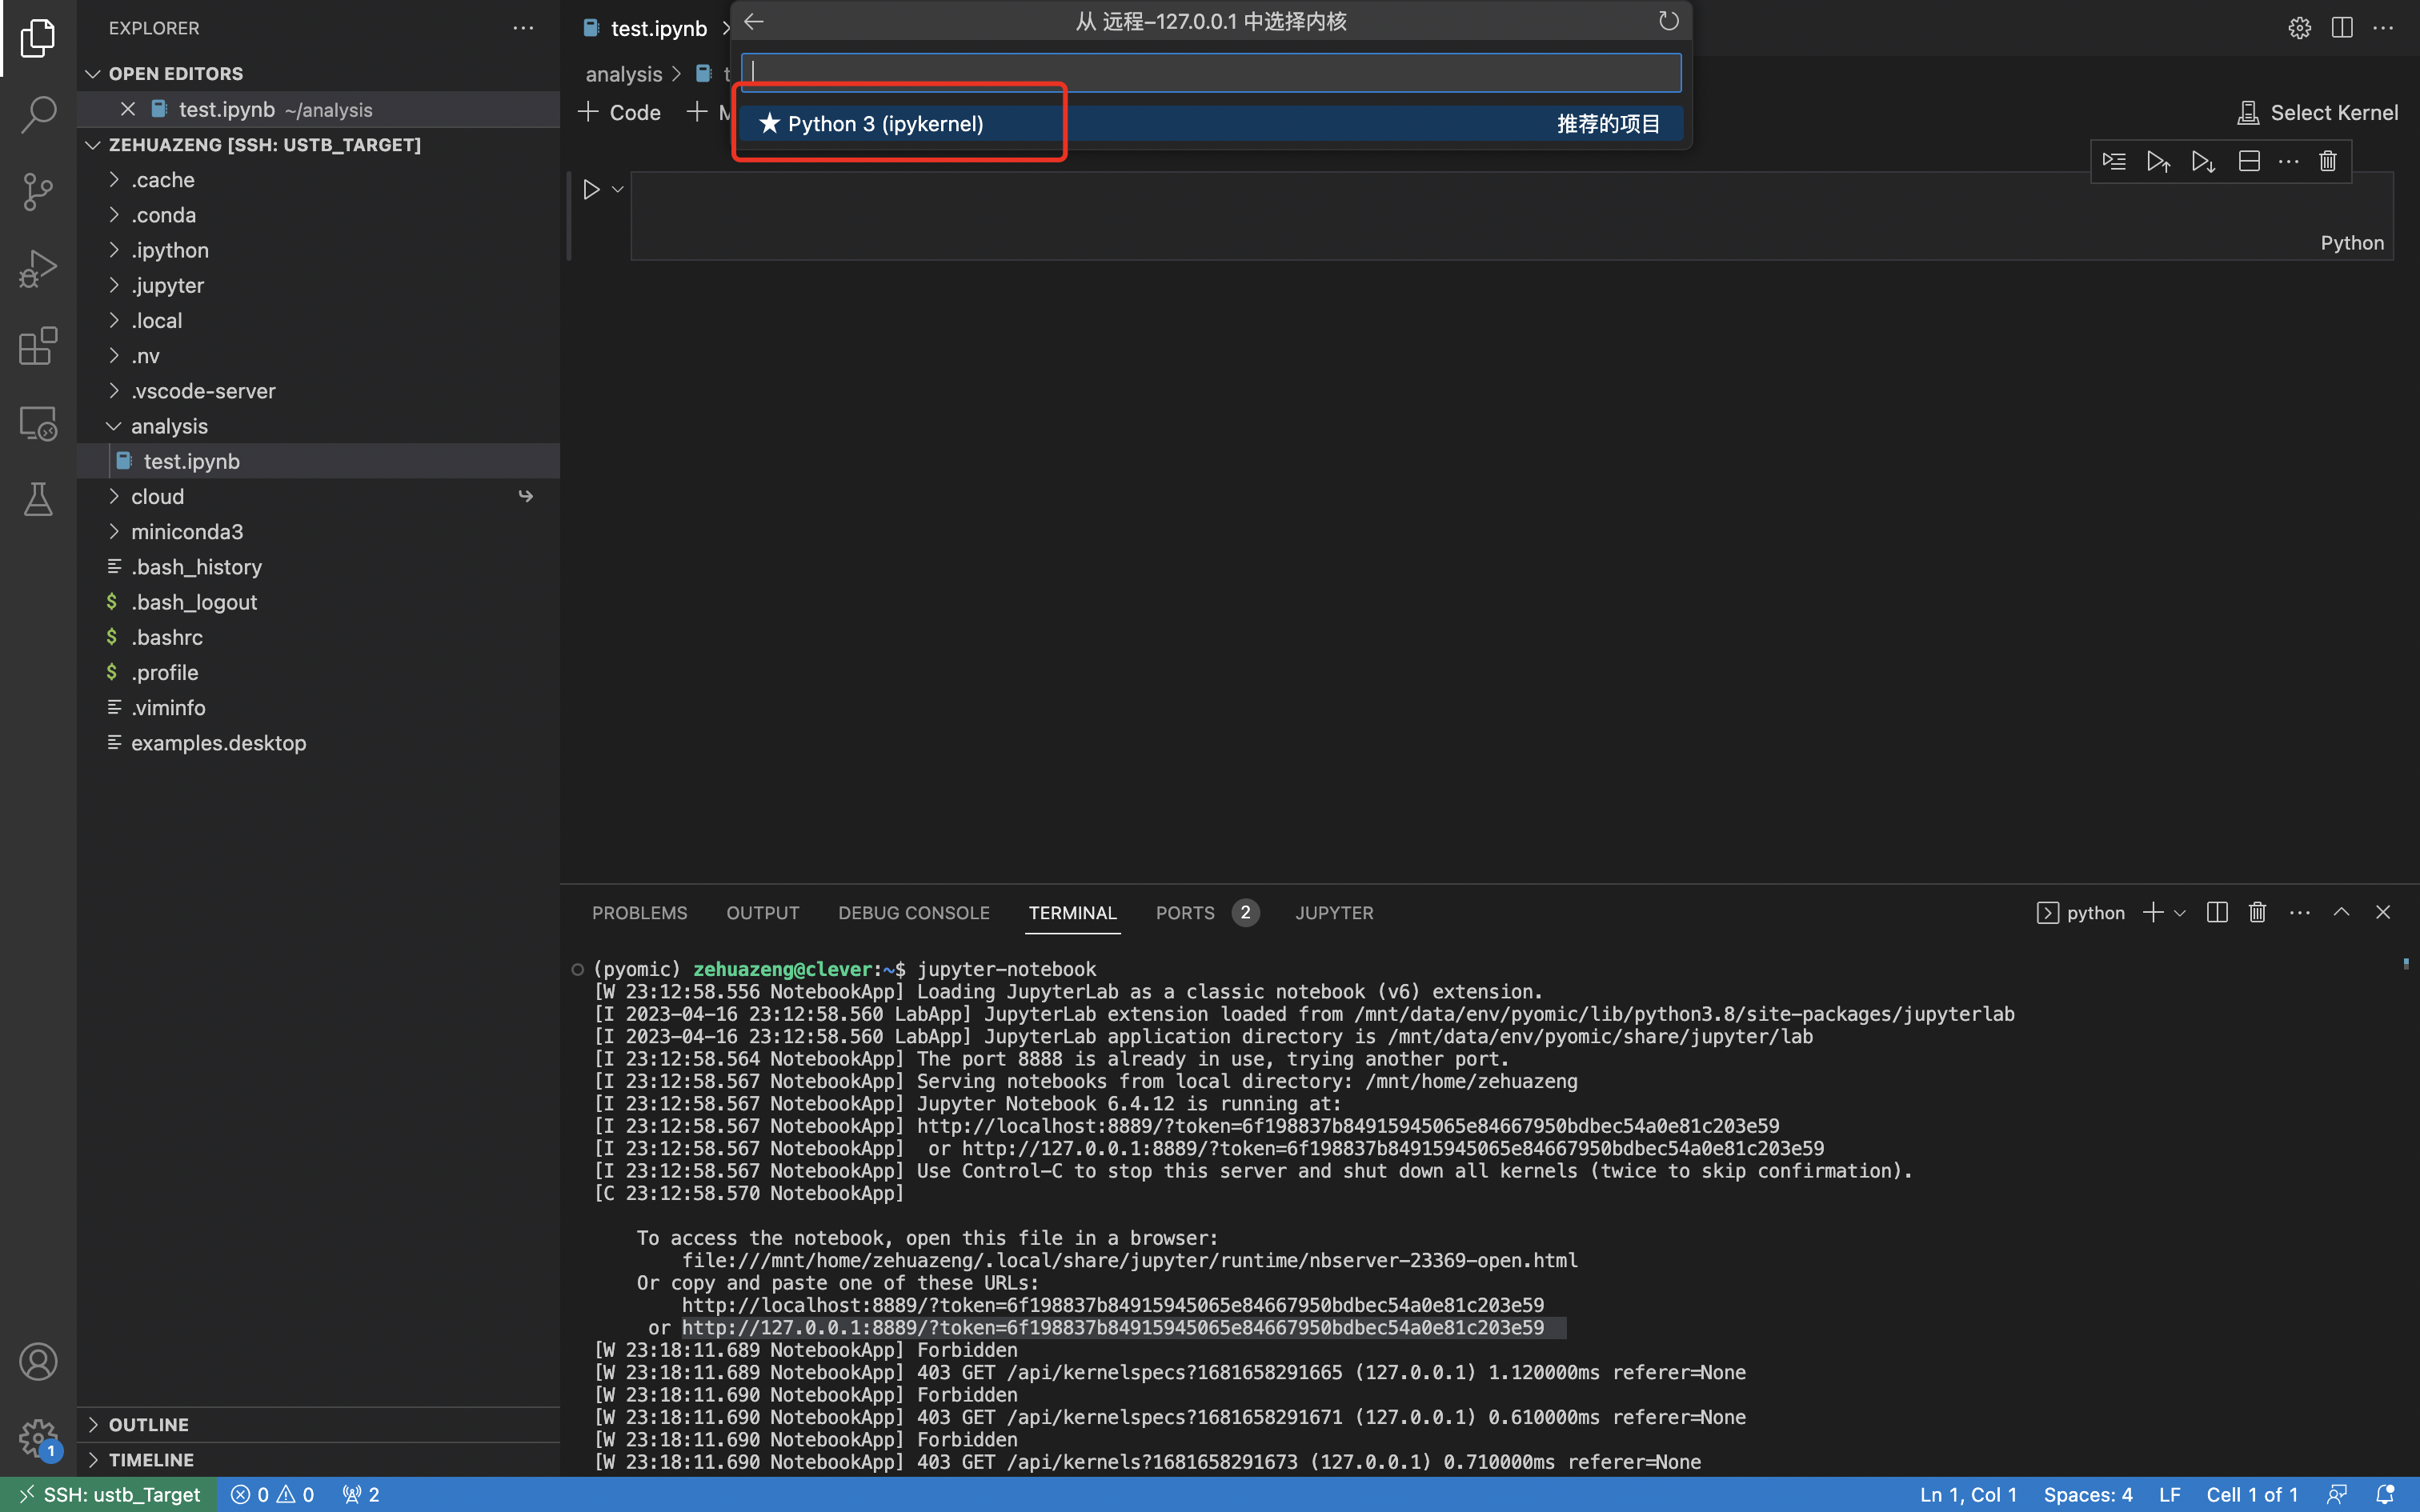 EXPLORER
OPEN EDITORS
test.ipynb ~/analysis
ZEHUAZENG [SSH: USTB_TARGET]
.cache
.conda
.ipython
.jupyter
.local
.nv
.vscode-server
analysis
test.ipynb
cloud
miniconda3
.bash_history
$ .bash_logout
$ .bashrc
$ .profile
.viminfo
examples.desktop
OUTLINE
TIMELINE
1
test.ipynb
analysis
Code
从 远程-127.0.0.1 中选择内核
★ Python 3 (ipykernel) 推荐的项目
Select Kernel
Python
PROBLEMS OUTPUT DEBUG CONSOLE TERMINAL PORTS 2 JUPYTER
python
(pyomic) zehuazeng@clever:~$ jupyter-notebook
[W 23:12:58.556 NotebookApp] Loading JupyterLab as a classic notebook (v6) extension.
[I 2023-04-16 23:12:58.560 LabApp] JupyterLab extension loaded from /mnt/data/env/pyomic/lib/python3.8/site-packages/jupyterlab
[I 2023-04-16 23:12:58.560 LabApp] JupyterLab application directory is /mnt/data/env/pyomic/share/jupyter/lab
[I 23:12:58.564 NotebookApp] The port 8888 is already in use, trying another port.
[I 23:12:58.567 NotebookApp] Serving notebooks from local directory: /mnt/home/zehuazeng
[I 23:12:58.567 NotebookApp] Jupyter Notebook 6.4.12 is running at:
[I 23:12:58.567 NotebookApp] http://localhost:8889/?token=6f198837b84915945065e84667950bdbec54a0e81c203e59
[I 23:12:58.567 NotebookApp]  or http://127.0.0.1:8889/?token=6f198837b84915945065e84667950bdbec54a0e81c203e59
[I 23:12:58.567 NotebookApp] Use Control-C to stop this server and shut down all kernels (twice to skip confirmation).
[C 23:12:58.570 NotebookApp]
To access the notebook, open this file in a browser:
file:///mnt/home/zehuazeng/.local/share/jupyter/runtime/nbserver-23369-open.html
Or copy and paste one of these URLs:
http://localhost:8889/?token=6f198837b84915945065e84667950bdbec54a0e81c203e59
or http://127.0.0.1:8889/?token=6f198837b84915945065e84667950bdbec54a0e81c203e59
[W 23:18:11.689 NotebookApp] Forbidden
[W 23:18:11.689 NotebookApp] 403 GET /api/kernelspecs?1681658291665 (127.0.0.1) 1.120000ms referer=None
[W 23:18:11.690 NotebookApp] Forbidden
[W 23:18:11.690 NotebookApp] 403 GET /api/kernelspecs?1681658291671 (127.0.0.1) 0.610000ms referer=None
[W 23:18:11.690 NotebookApp] Forbidden
[W 23:18:11.690 NotebookApp] 403 GET /api/kernels?1681658291673 (127.0.0.1) 0.710000ms referer=None
SSH: ustb_Target 0 0 2 Ln 1, Col 1 Spaces: 4 LF Cell 1 of 1